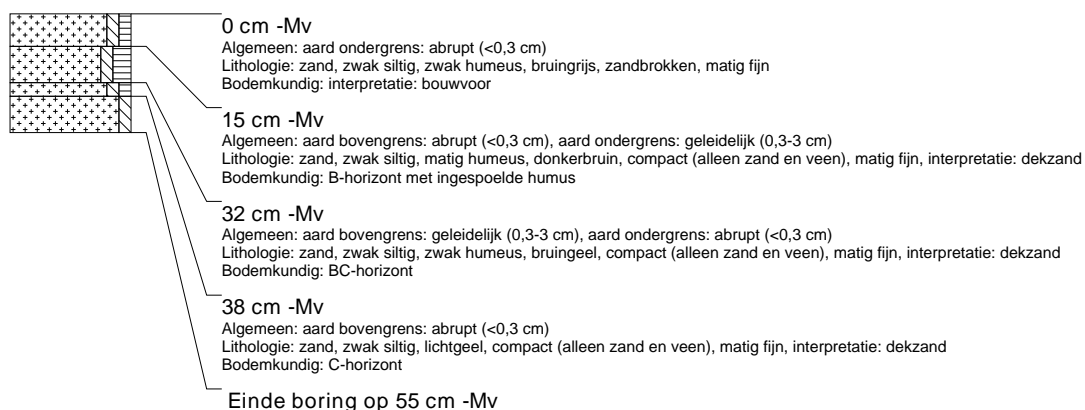 0 cm -Mv
Algemeen: aard ondergrens: abrupt (<0,3 cm)
Lithologie: zand, zwak siltig, zwak humeus, bruingrijs, zandbrokken, matig fijn
Bodemkundig: interpretatie: bouwvoor
15 cm -Mv
Algemeen: aard bovengrens: abrupt (<0,3 cm), aard ondergrens: geleidelijk (0,3-3 cm)
Lithologie: zand, zwak siltig, matig humeus, donkerbruin, compact (alleen zand en veen), matig fijn, interpretatie: dekzand
Bodemkundig: B-horizont met ingespoelde humus
32 cm -Mv
Algemeen: aard bovengrens: geleidelijk (0,3-3 cm), aard ondergrens: abrupt (<0,3 cm)
Lithologie: zand, zwak siltig, zwak humeus, bruingeel, compact (alleen zand en veen), matig fijn, interpretatie: dekzand
Bodemkundig: BC-horizont
38 cm -Mv
Algemeen: aard bovengrens: abrupt (<0,3 cm)
Lithologie: zand, zwak siltig, lichtgeel, compact (alleen zand en veen), matig fijn, interpretatie: dekzand
Bodemkundig: C-horizont
Einde boring op 55 cm -Mv